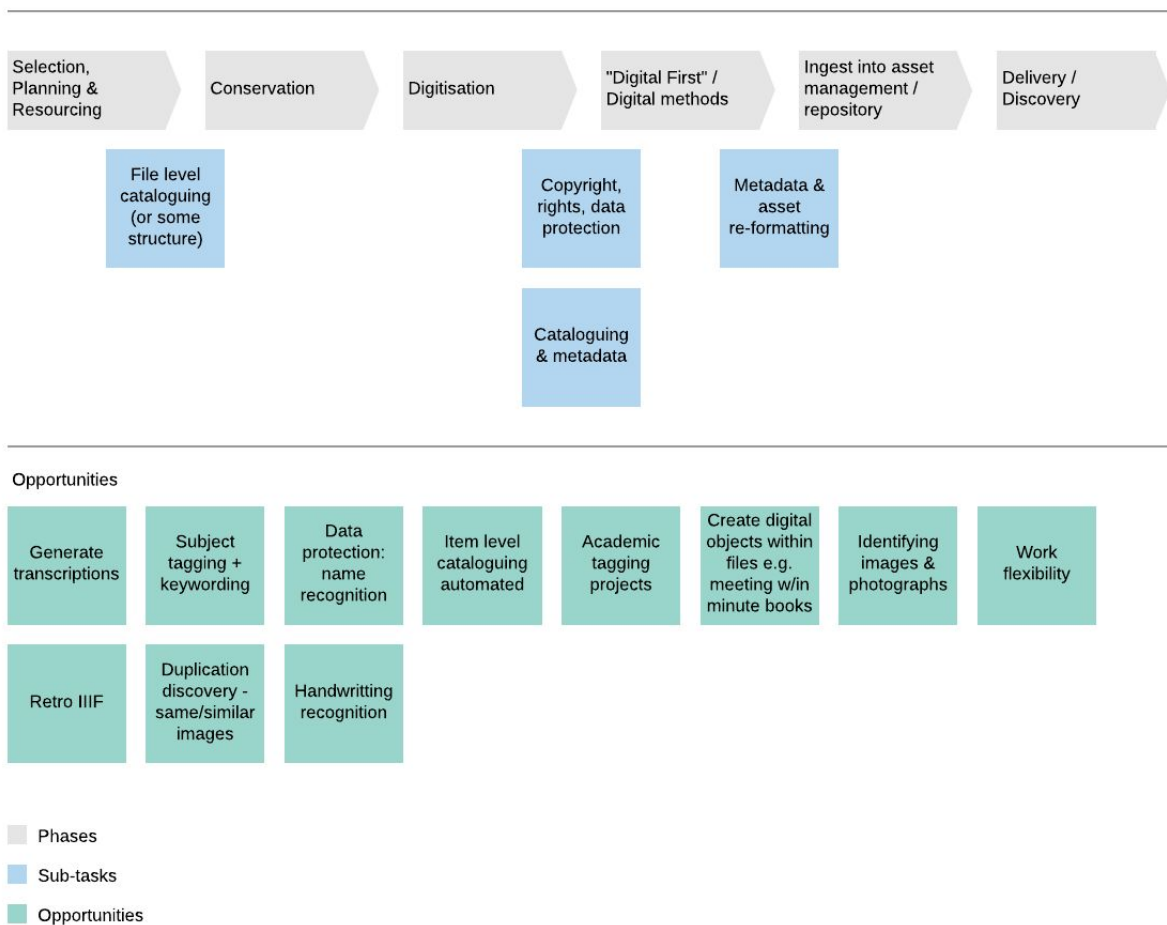 Selection,
Planning &
Resourcing
Conservation
Digitisation
"Digital First" /
Digital methods
Ingest into asset
management /
repository
Delivery /
Discovery
File level
cataloguing
(or some
structure)
Copyright,
rights, data
protection
Metadata &
asset
re-formatting
Cataloguing
& metadata
Opportunities
Generate
transcriptions
Subject
tagging +
keywording
Data
protection:
name
recognition
Item level
cataloguing
automated
Academic
tagging
projects
Create digital
objects within
files e.g.
meeting w/in
minute books
Identifying
images &
photographs
Work
flexibility
Retro IIIF
Duplication
discovery -
same/similar
images
Handwritting
recognition
Phases
Sub-tasks
Opportunities